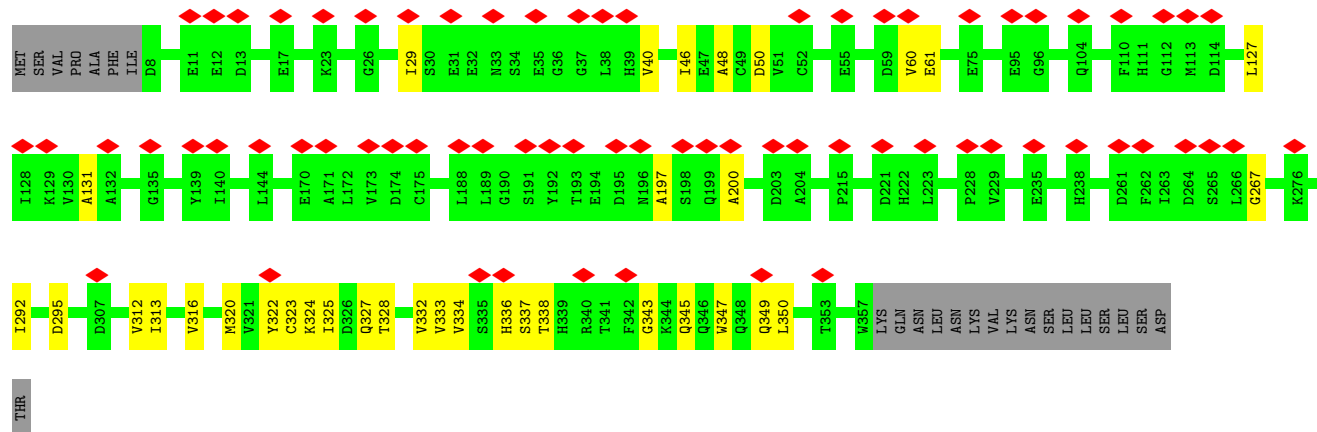 MET SER VAL PRO ALA PHE ILE D8 E11 E12 D13 E17 K23 G26 I29 S30 E31 E32 N33 S34 E35 G36 G37 L38 H39 V40 I46 E47 A48 C49 D50 V51 C52 E55 D59 V60 E61 E75 E95 G96 Q104 F110 H111 G112 M113 D114 L127
I128 K129 V130 A131 A132 G135 Y139 I140 L144 E170 A171 L172 V173 D174 C175 L188 L189 G190 S191 Y192 T193 E194 D195 N196 A197 S198 Q199 A200 D203 A204 P215 D221 H222 L223 P228 V229 E235 H238 D261 F262 I263 D264 S265 L266 G267 K276
I292 D295 D307 V312 I313 V316 M320 V321 Y322 C323 K324 I325 D326 Q327 T328 V332 V333 V334 S335 H336 S337 T338 H339 R340 T341 F342 G343 K344 Q345 Q346 W347 Q348 Q349 L350 T353 W357 LYS GLN ASN LEU ASN LYS VAL LYS ASN SER LEU LEU SER LEU SER ASP
THR